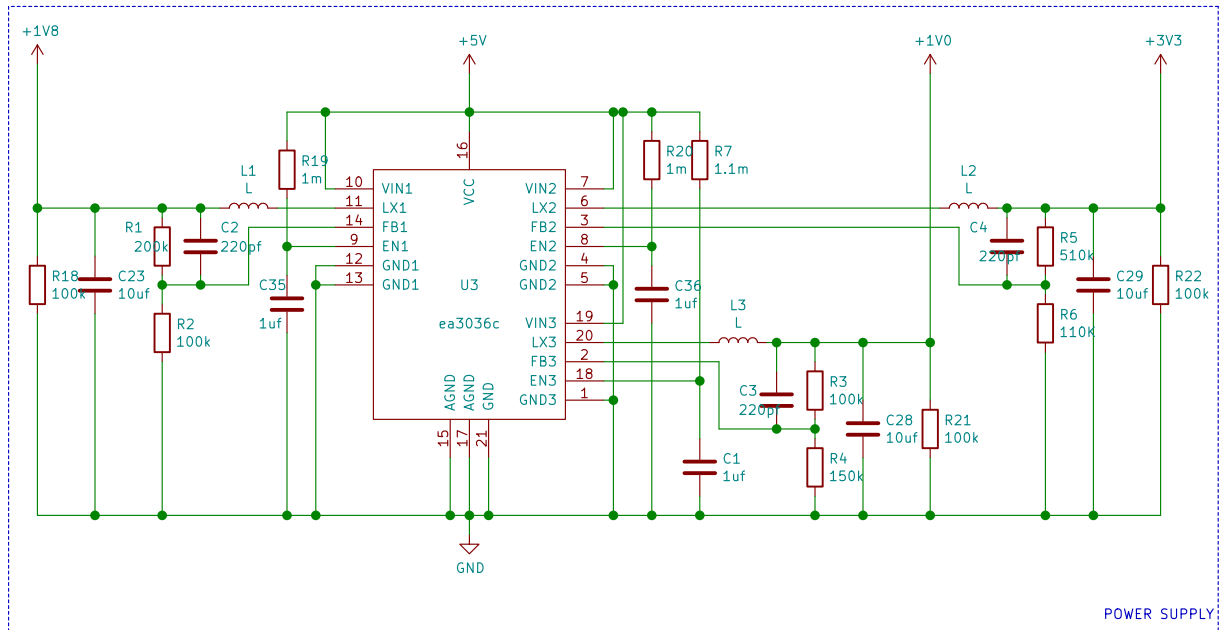 +1V8
+5V
+1V0
+3V3
R19
1m
R20
1m
R7
1.1m
L1
L
L2
L
L3
L
16
VCC
10
VIN1
11
LX1
14
FB1
9
EN1
12
GND1
13
GND1
VIN2
7
LX2
6
FB2
3
EN2
8
GND2
4
GND2
5
VIN3
19
LX3
20
FB3
2
EN3
18
GND3
1
U3
ea3036c
AGND
AGND
GND
15
17
21
R1
200k
C2
220pf
R18
100k
C23
10uf
R2
100k
C35
1uf
C36
1uf
C4
220pf
R5
510k
C29
10uf
R22
100k
R6
110K
C3
220pf
R3
100k
C28
10uf
R21
100k
R4
150k
C1
1uf
GND
POWER SUPPLY